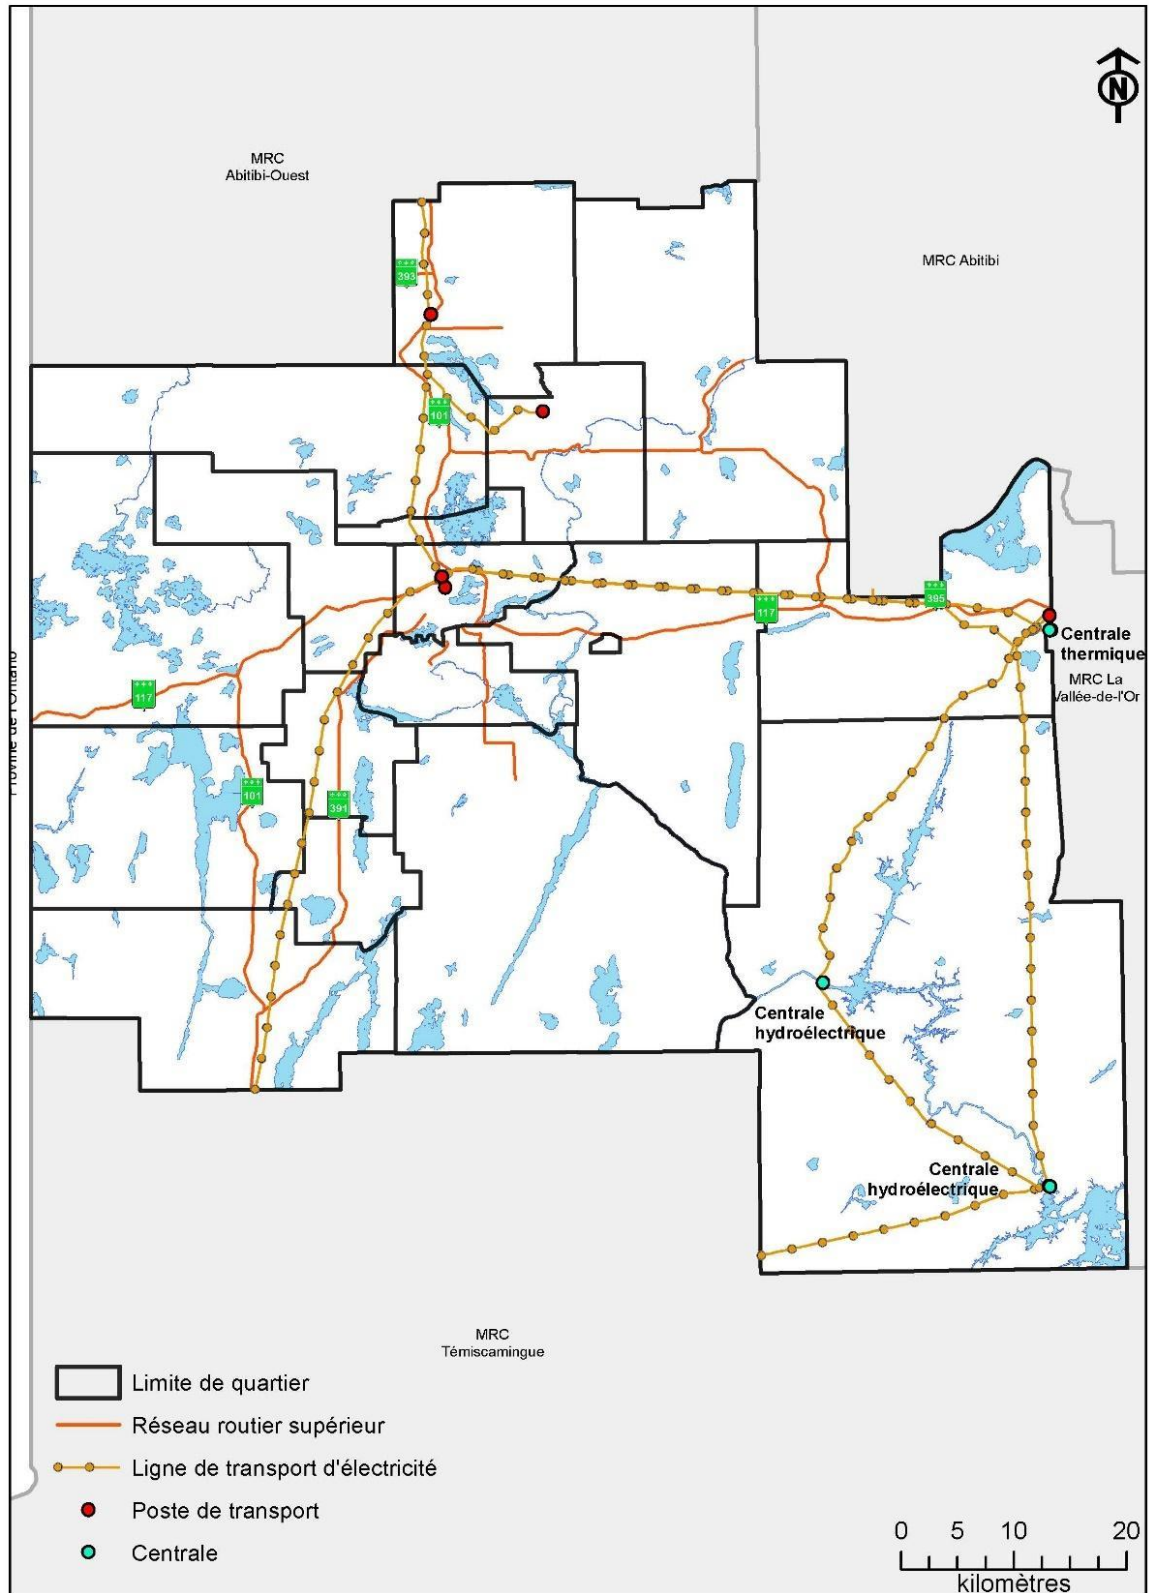 N
MRC
Abitibi-Ouest
MRC Abitibi
393
101
395
117
Centrale
thermique
MRC La
Vallée-de-l'Or
117
101
391
Centrale
hydroélectrique
Centrale
hydroélectrique
MRC
Témiscamingue
Limite de quartier
Réseau routier supérieur
Ligne de transport d'électricité
Poste de transport
Centrale
0 5 10 20
kilomètres